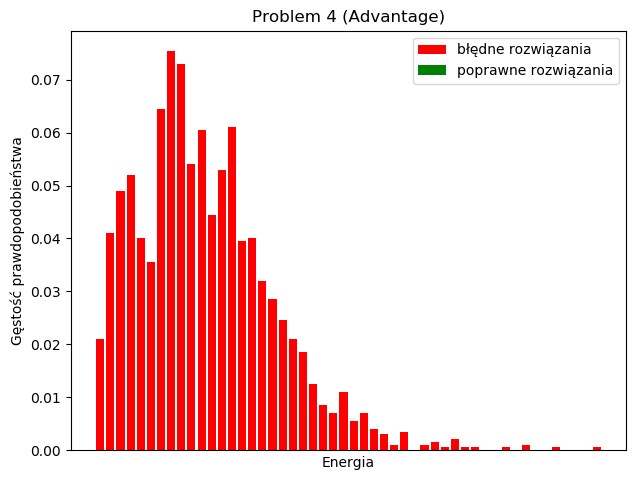 Problem 4 (Advantage)
błędne rozwiązania
poprawne rozwiązania
Gęstość prawdopodobieństwa
0.07
0.06
0.05
0.04
0.03
0.02
0.01
0.00
Energia